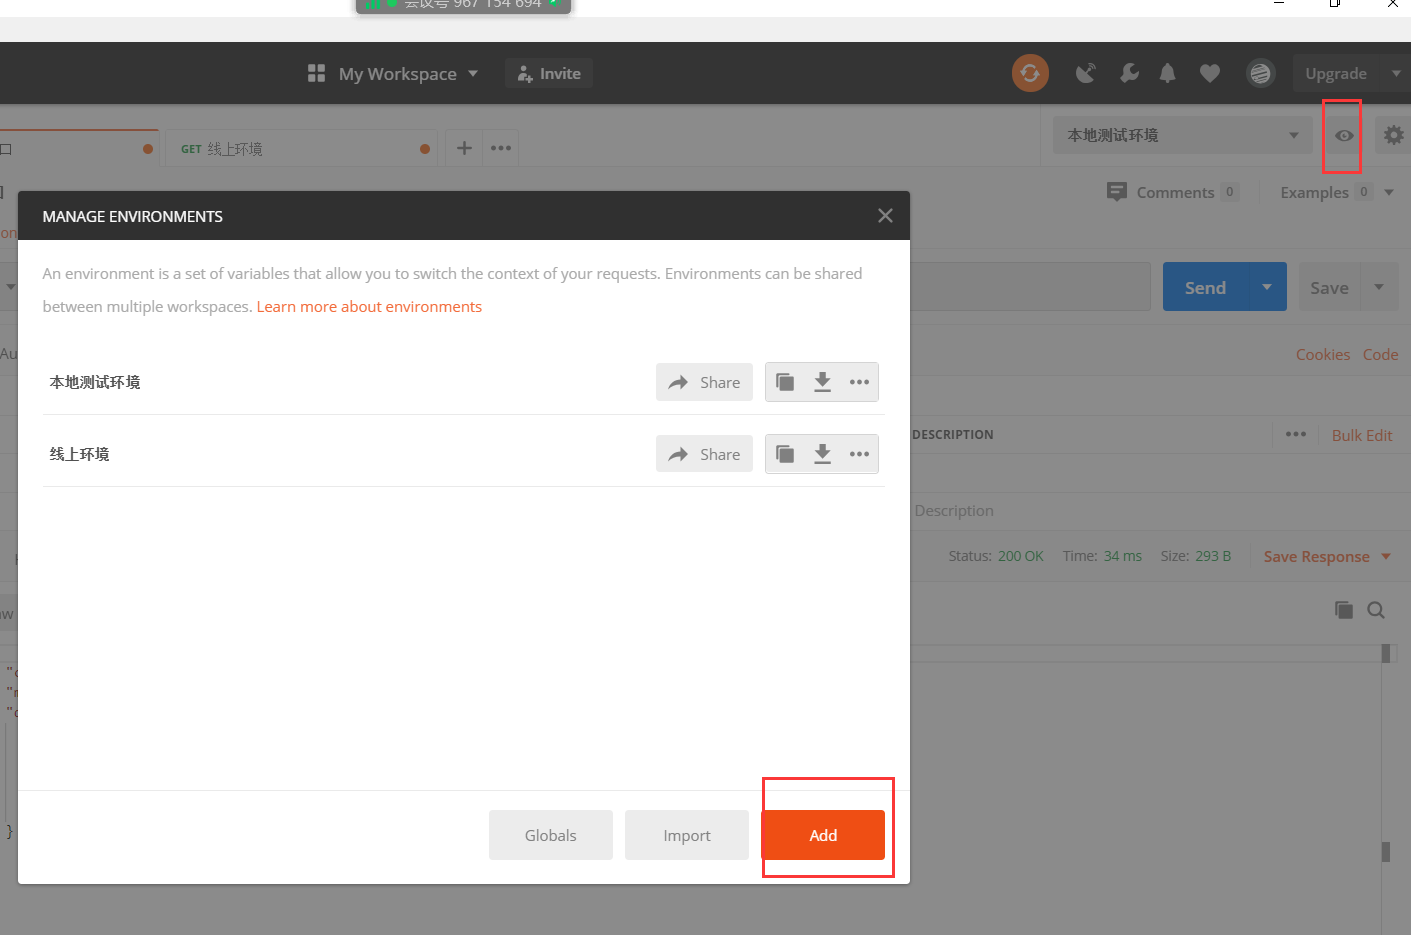 会议号 967 154 694
My Workspace
Invite
Upgrade
口
GET 线上环境
本地测试环境
Comments 0
Examples 0
MANAGE ENVIRONMENTS
on
An environment is a set of variables that allow you to switch the context of your requests. Environments can be shared
between multiple workspaces. Learn more about environments
Send
Save
Au
Cookies Code
本地测试环境
Share
DESCRIPTION
Bulk Edit
线上环境
Share
Description
Status: 200 OK Time: 34 ms Size: 293 B
Save Response
aw
}
Globals
Import
Add